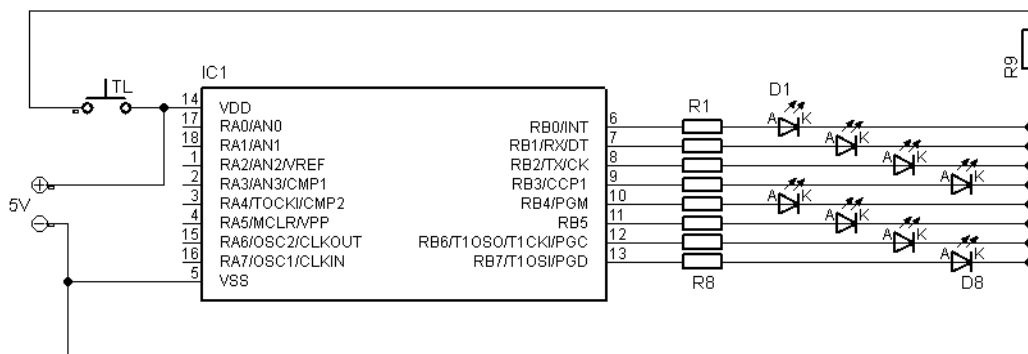 TL
IC1
R9
5V
14 VDD
17 RA0/AN0
18 RA1/AN1
1 RA2/AN2/VREF
2 RA3/AN3/CMP1
3 RA4/TOCKI/CMP2
4 RA5/MCLR/VPP
15 RA6/OSC2/CLKOUT
16 RA7/OSC1/CLKIN
5 VSS
RB0/INT 6
RB1/RX/DT 7
RB2/TX/CK 8
RB3/CCP1 9
RB4/PGM 10
RB5 11
RB6/T1OSO/T1CKI/PGC 12
RB7/T1OSI/PGD 13
R1
D1
A K
A K
A K
A K
A K
A K
A K
A K
R8
D8